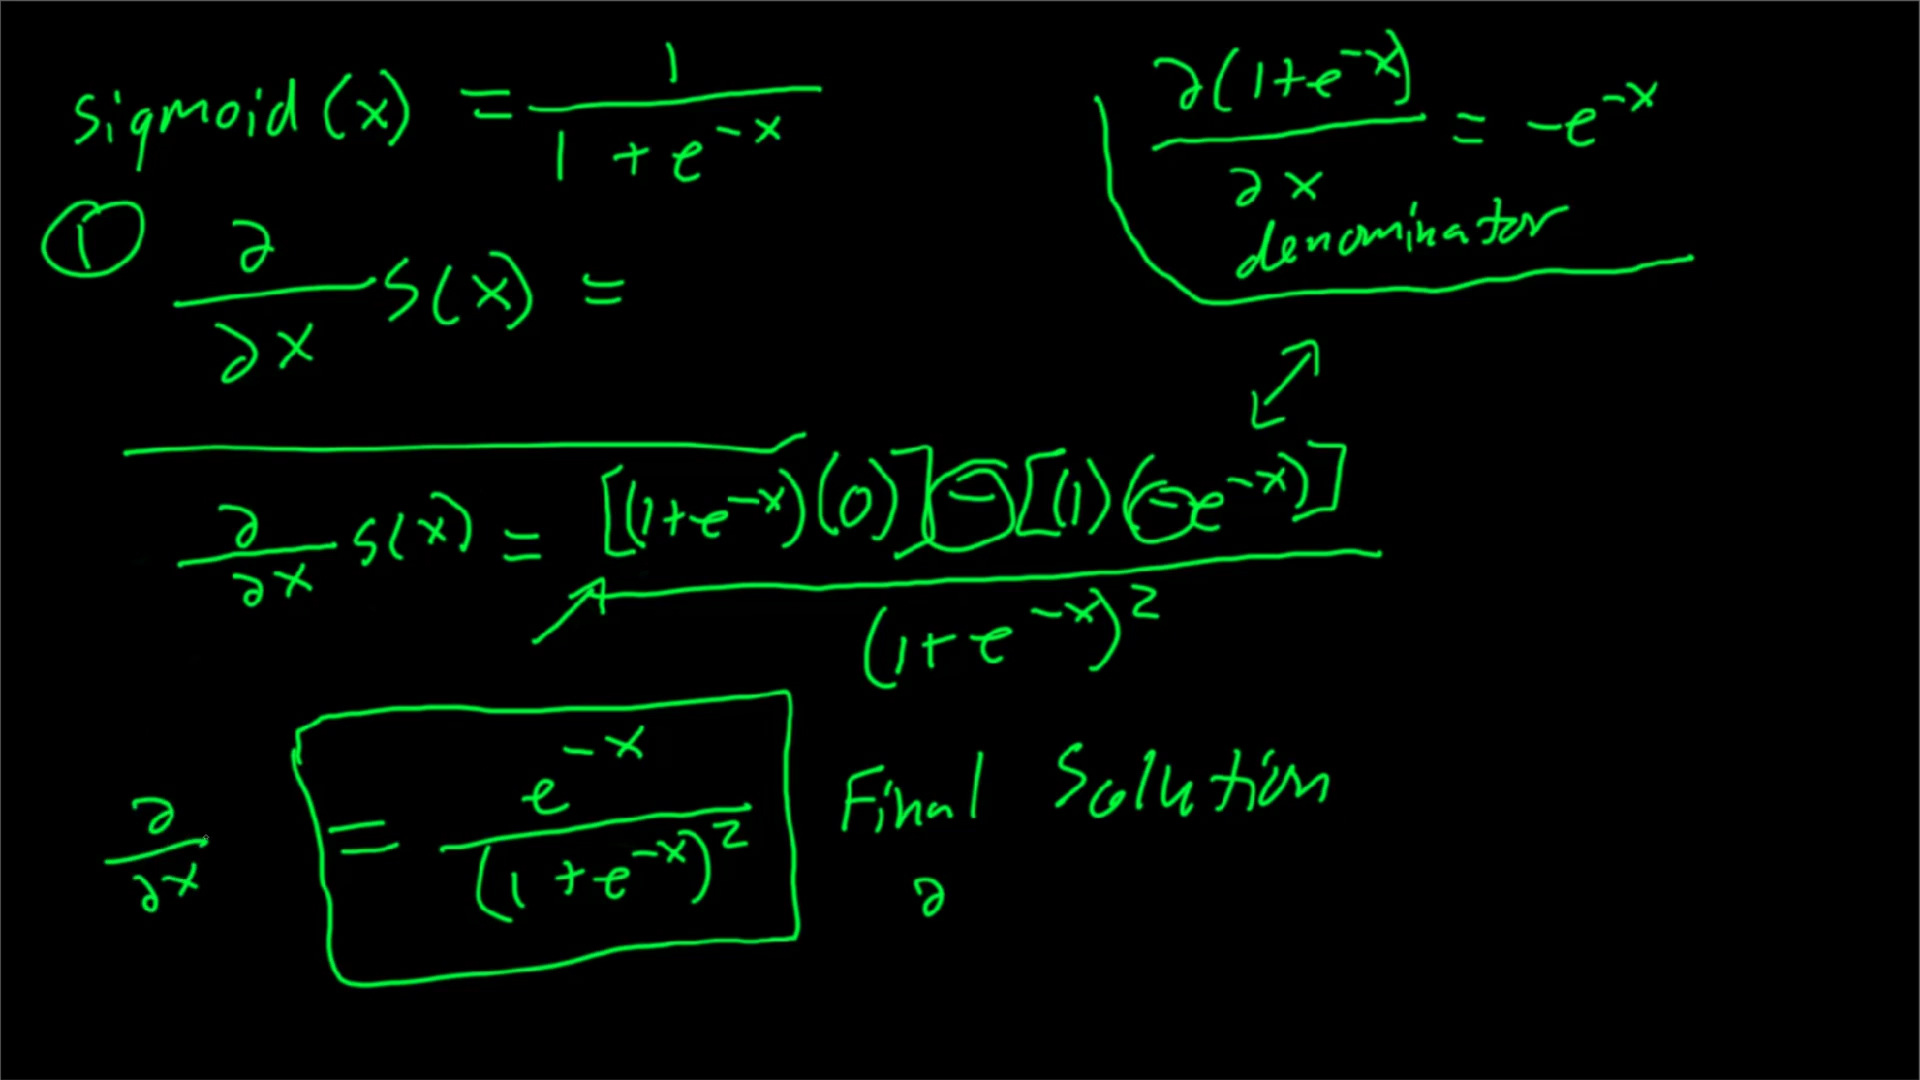 sigmoid(x) = 1 / (1 + e^-x)
∂(1+e^-x) / ∂x = -e^-x
denominator
① ∂/∂x S(x) =
∂/∂x S(x) = [(1+e^-x)(0)] - [(1)(-e^-x)] / (1+e^-x)^2
∂/∂x = e^-x / (1+e^-x)^2 Final Solution
∂